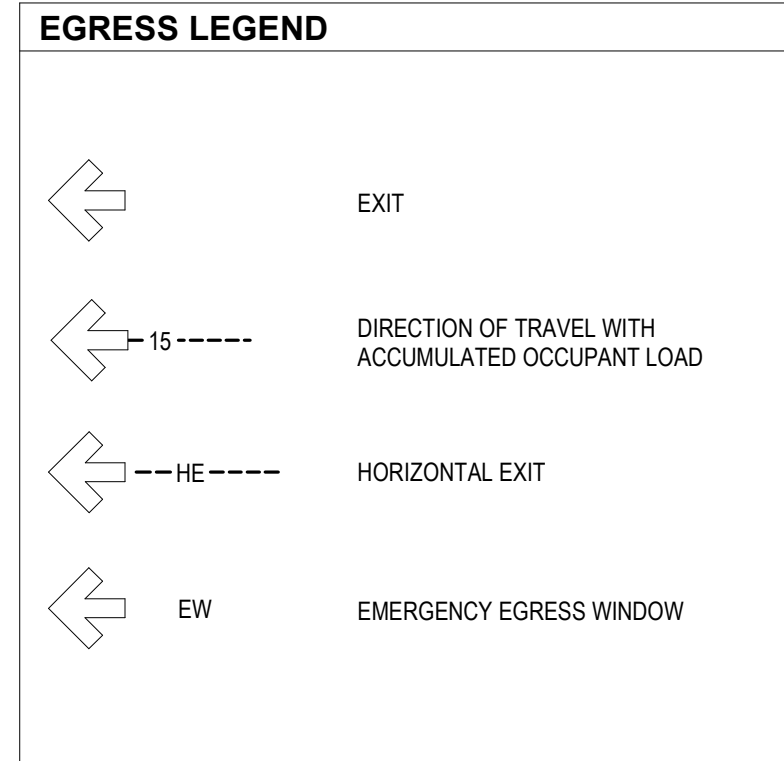 EGRESS LEGEND
EXIT
15
DIRECTION OF TRAVEL WITH
ACCUMULATED OCCUPANT LOAD
HE
HORIZONTAL EXIT
EW
EMERGENCY EGRESS WINDOW